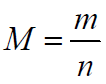 M = m/n